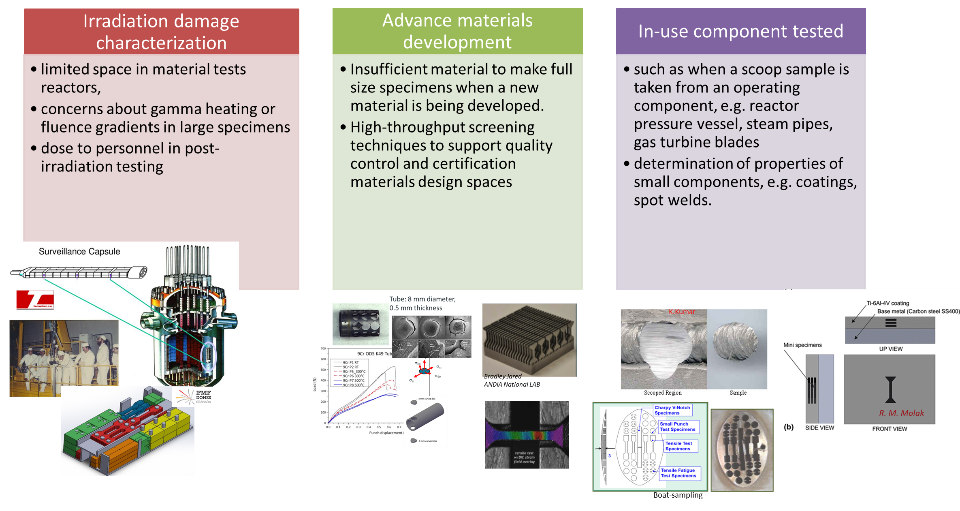 Irradiation damage
characterization
• limited space in material tests
reactors,
• concerns about gamma heating or
fluence gradients in large specimens
• dose to personnel in post-
irradiation testing
Surveillance Capsule
Advance materials
development
• Insufficient material to make full
size specimens when a new
material is being developed.
• High-throughput screening
techniques to support quality
control and certification
materials design spaces
Tube: 8 mm diameter,
0.5 mm thickness
Bradley Jared
ANDIA National LAB
In-use component tested
• such as when a scoop sample is
taken from an operating
component, e.g. reactor
pressure vessel, steam pipes,
gas turbine blades
• determination of properties of
small components, e.g. coatings,
spot welds.
K.Kumar
Scooped Region
Sample
Charpy V-Notch
Specimens
Small Punch
Test Specimens
Tensile Test
Specimens
Tensile Fatigue
Test Specimens
Boat-sampling
Ti-6Al-4V coating
Base metal (Carbon steel SS400)
UP VIEW
Mini specimens
SIDE VIEW
(b)
R. M. Molak
FRONT VIEW